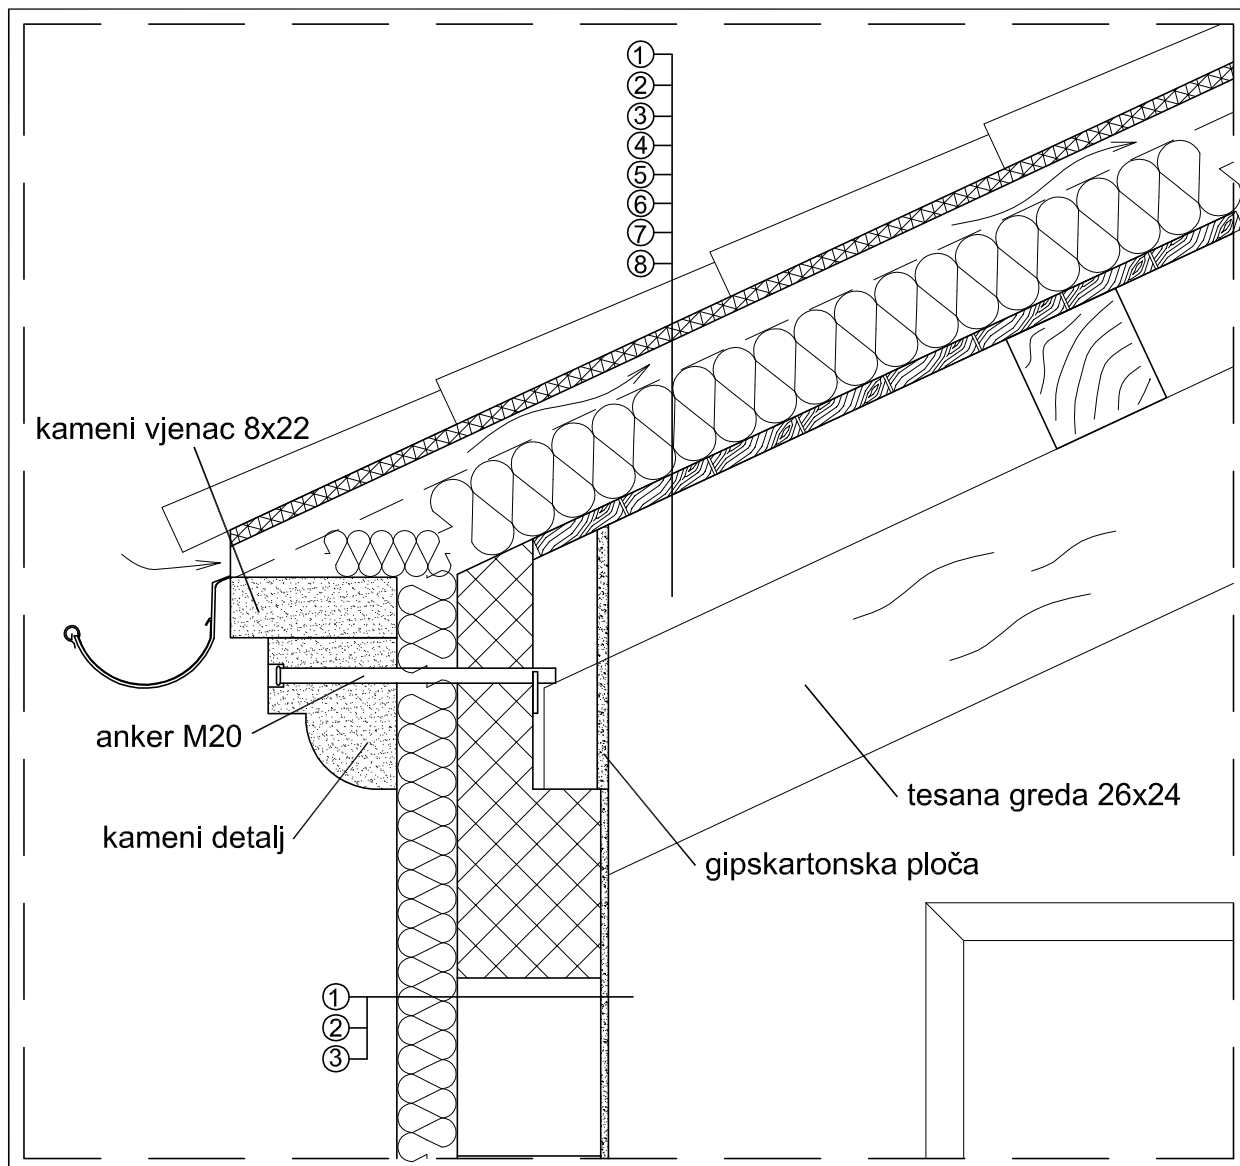 1
2
3
4
5
6
7
8
kameni vjenac 8x22
anker M20
tesana greda 26x24
kameni detalj
gipskartonska ploča
1
2
3